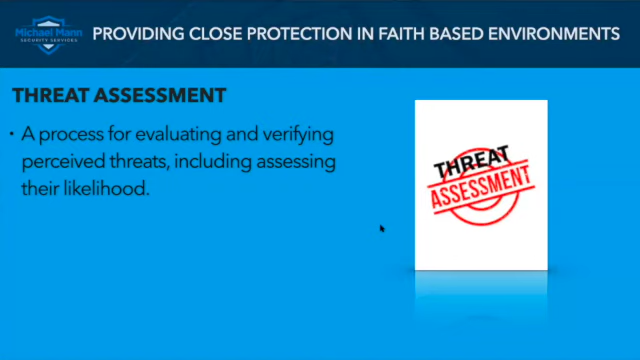 Michael Mann
SECURITY SERVICES
PROVIDING CLOSE PROTECTION IN FAITH BASED ENVIRONMENTS
THREAT ASSESSMENT
· A process for evaluating and verifying
perceived threats, including assessing
their likelihood.
THREAT
ASSESSMENT